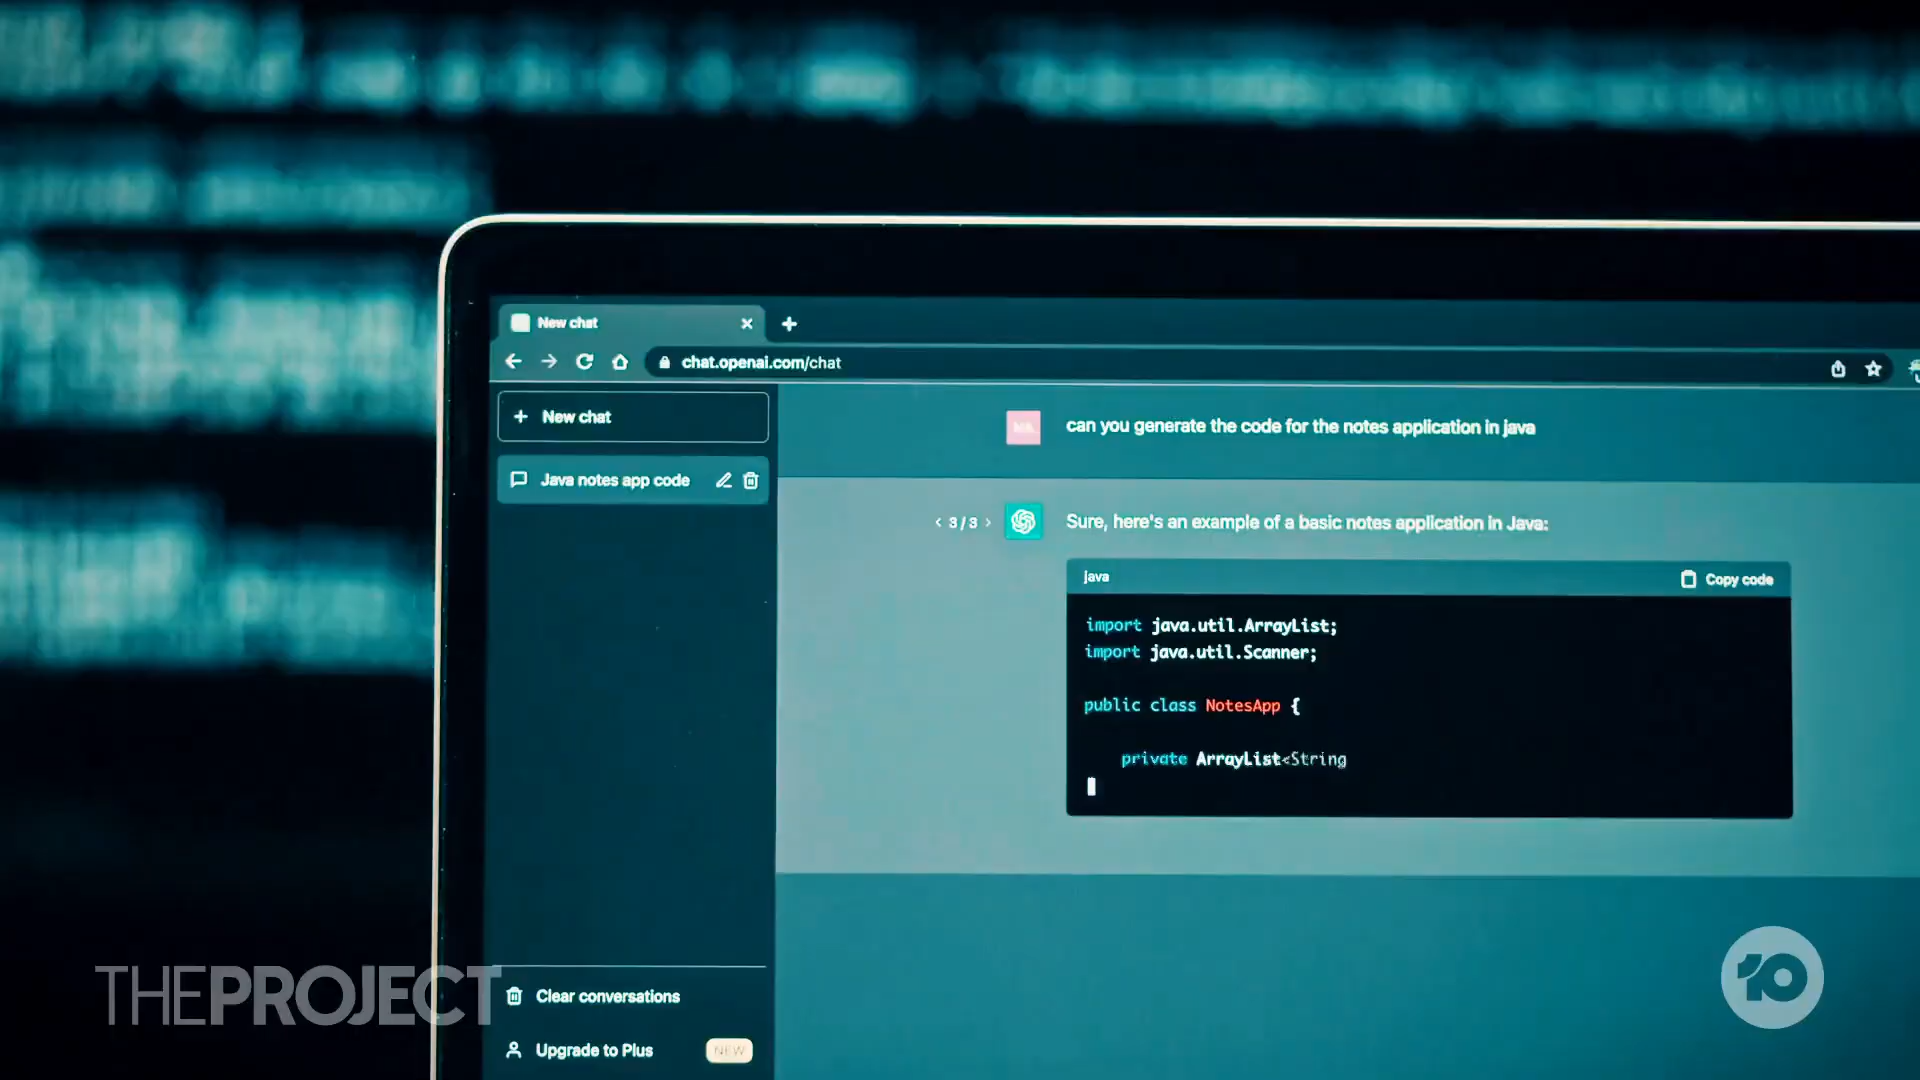 New chat
chat.openai.com/chat
New chat
can you generate the code for the notes application in java
Java notes app code
3 / 3
Sure, here's an example of a basic notes application in Java:
java
Copy code
import java.util.ArrayList;
import java.util.Scanner;
public class NotesApp {
private ArrayList<String
Clear conversations
Upgrade to Plus
NEW
THEPROJECT
10